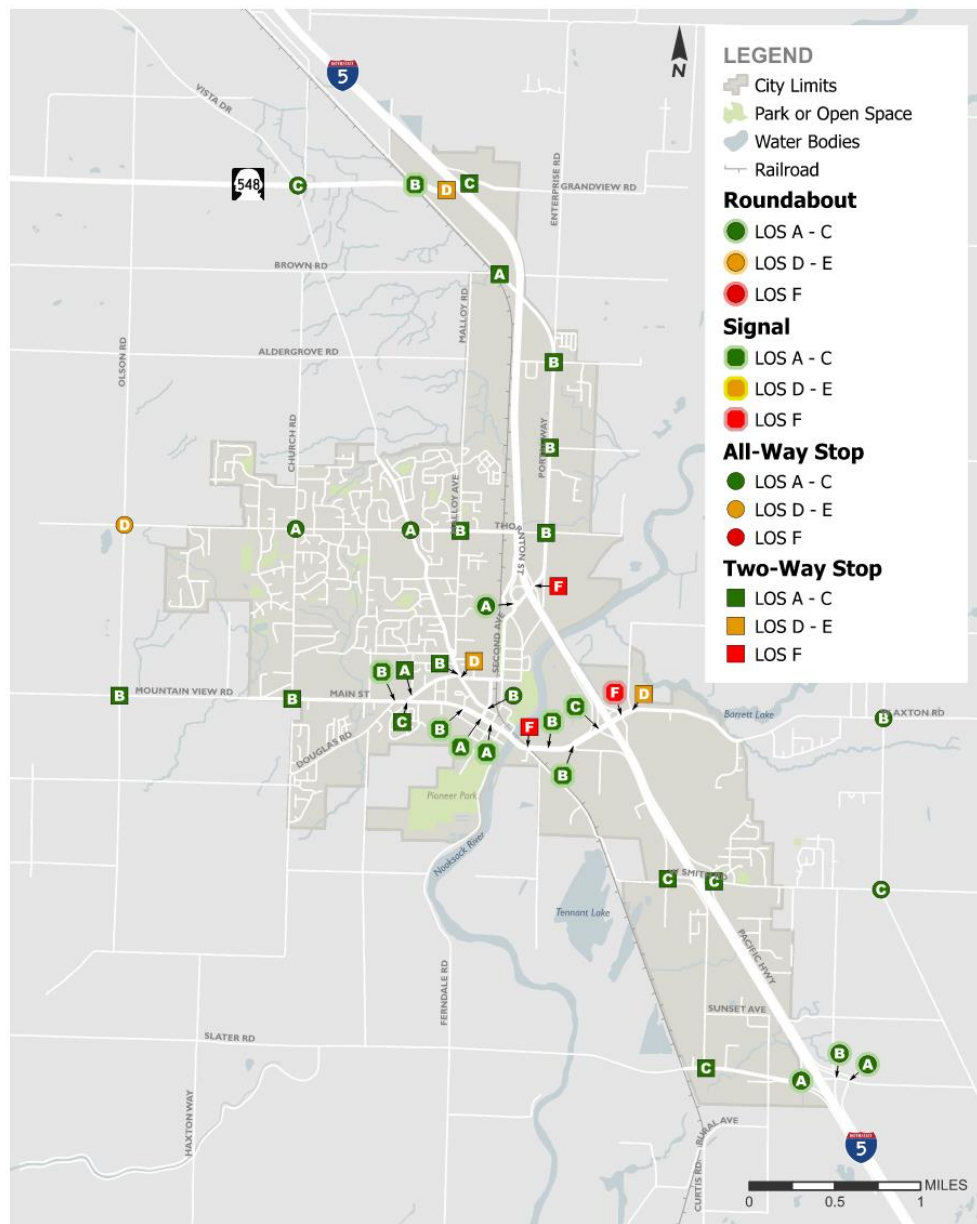 INTERSTATE
5
N
LEGEND
City Limits
Park or Open Space
Water Bodies
Railroad
Roundabout
LOS A - C
LOS D - E
LOS F
Signal
LOS A - C
LOS D - E
LOS F
All-Way Stop
LOS A - C
LOS D - E
LOS F
Two-Way Stop
LOS A - C
LOS D - E
LOS F
VISTA DR
548
C
B
D
C
GRANDVIEW RD
ENTERPRISE RD
BROWN RD
A
MALLOY RD
OLSON RD
ALDERGROVE RD
B
CHURCH RD
B
D
A
A
B
THORNTON ST
B
F
A
SECOND AVE
B
A
B
D
B
MOUNTAIN VIEW RD
B
MAIN ST
C
B
A
A
B
F
B
C
F
D
B
Barrett Lake
B
DOUGLAS RD
Pioneer Park
Nooksack River
C
C
C
Tennant Lake
PACIFIC HWY
FERNDALE RD
SUNSET AVE
SLATER RD
C
A
B
A
HAXTON WAY
RURAL AVE
CURTIS RD
INTERSTATE
5
MILES
0 0.5 1